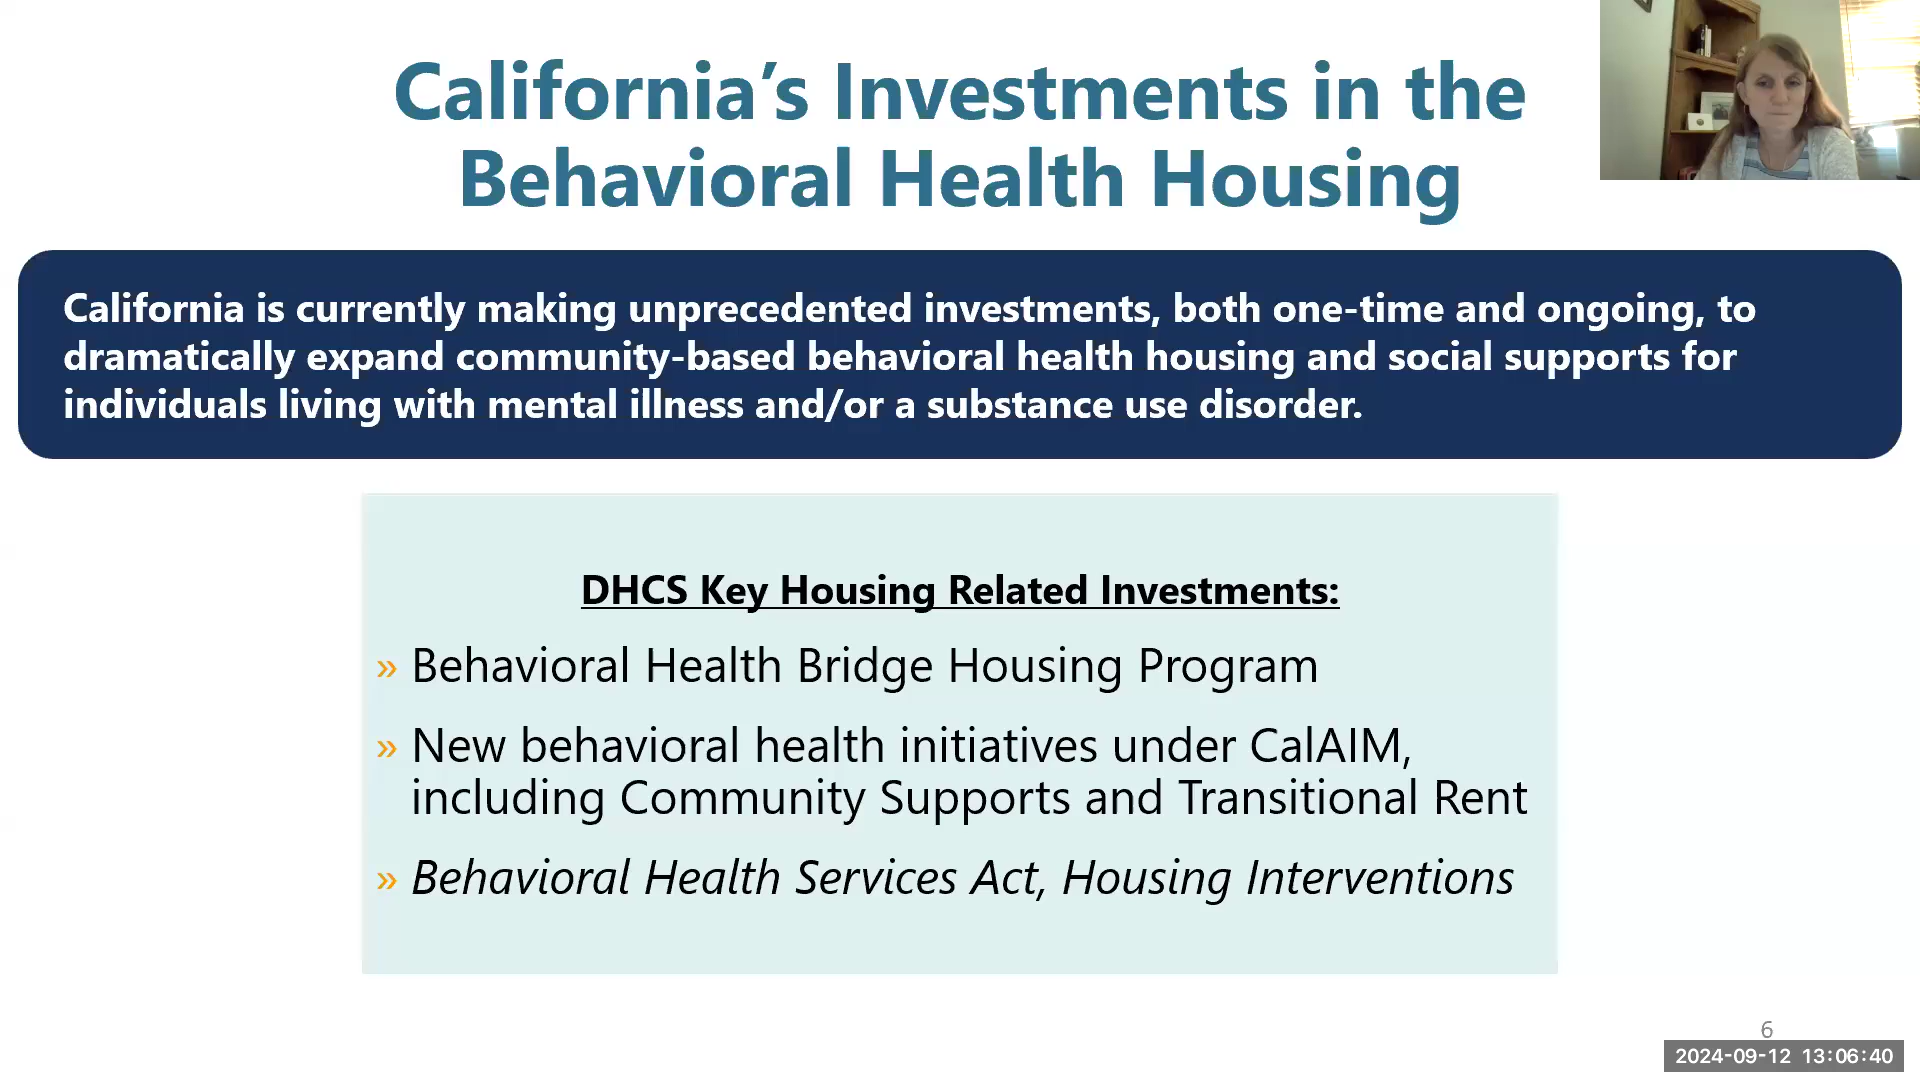 California’s Investments in the
Behavioral Health Housing
California is currently making unprecedented investments, both one-time and ongoing, to
dramatically expand community-based behavioral health housing and social supports for
individuals living with mental illness and/or a substance use disorder.
DHCS Key Housing Related Investments:
» Behavioral Health Bridge Housing Program
» New behavioral health initiatives under CalAIM,
including Community Supports and Transitional Rent
» Behavioral Health Services Act, Housing Interventions
6
2024-09-12 13:06:40